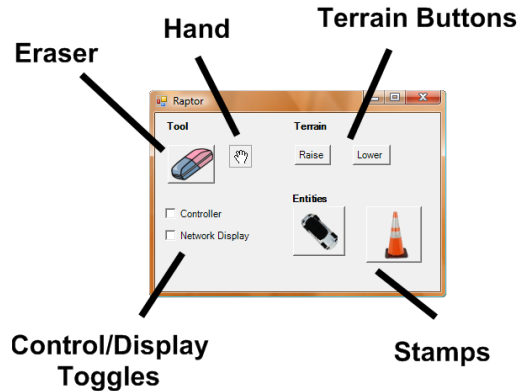 Terrain Buttons
Hand
Eraser
Raptor
Tool
Terrain
Raise
Lower
Entities
Controller
Network Display
Control/Display
Toggles
Stamps